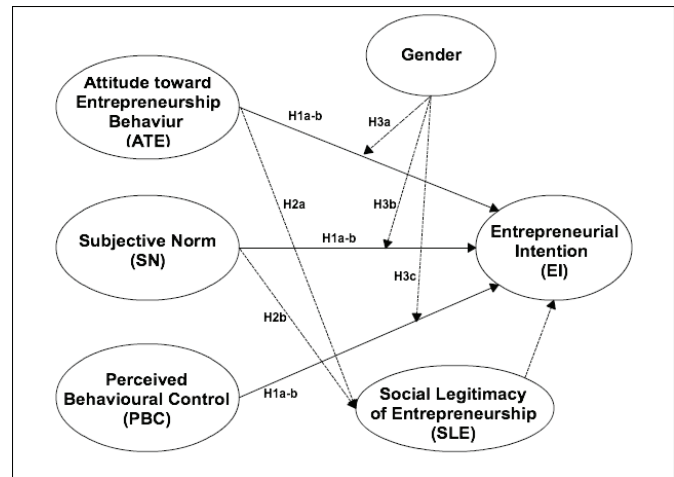 Gender
Attitude toward
Entrepreneurship
Behaviur
(ATE)
H1a-b
H3a
H2a
H3b
Subjective Norm
(SN)
H1a-b
Entrepreneurial
Intention
(EI)
H3c
H2b
Perceived
Behavioural Control
(PBC)
H1a-b
Social Legitimacy
of Entrepreneurship
(SLE)